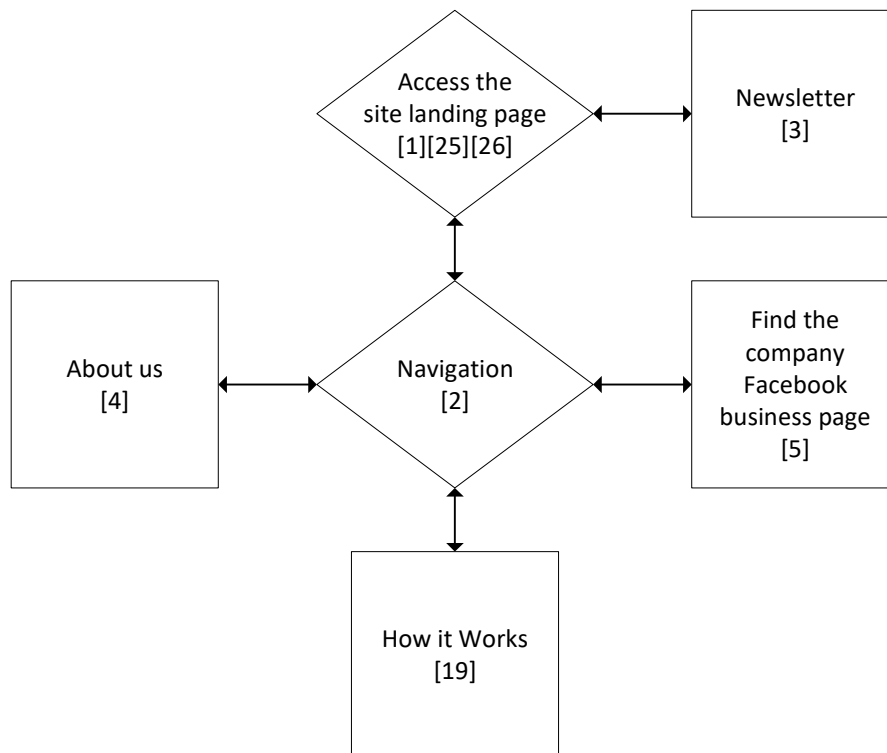 Access the
site landing page
[1][25][26]
Newsletter
[3]
About us
[4]
Navigation
[2]
Find the
company
Facebook
business page
[5]
How it Works
[19]